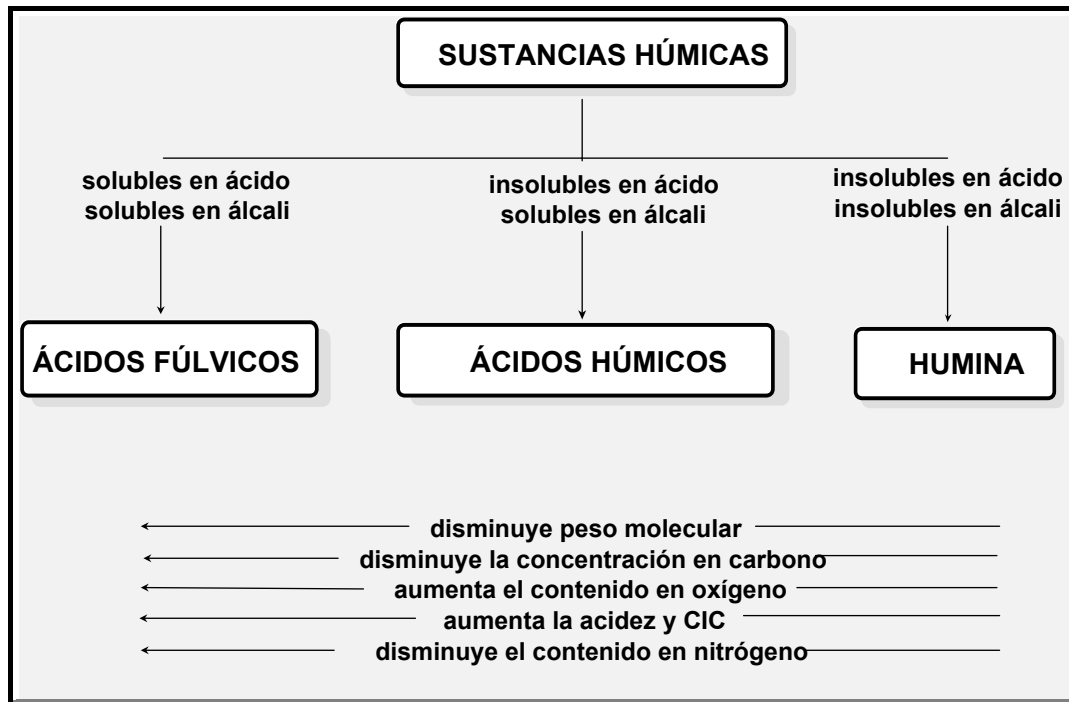 SUSTANCIAS HÚMICAS
solubles en ácido
solubles en álcali
insolubles en ácido
solubles en álcali
insolubles en ácido
insolubles en álcali
ÁCIDOS FÚLVICOS
ÁCIDOS HÚMICOS
HUMINA
disminuye peso molecular
disminuye la concentración en carbono
aumenta el contenido en oxígeno
aumenta la acidez y CIC
disminuye el contenido en nitrógeno